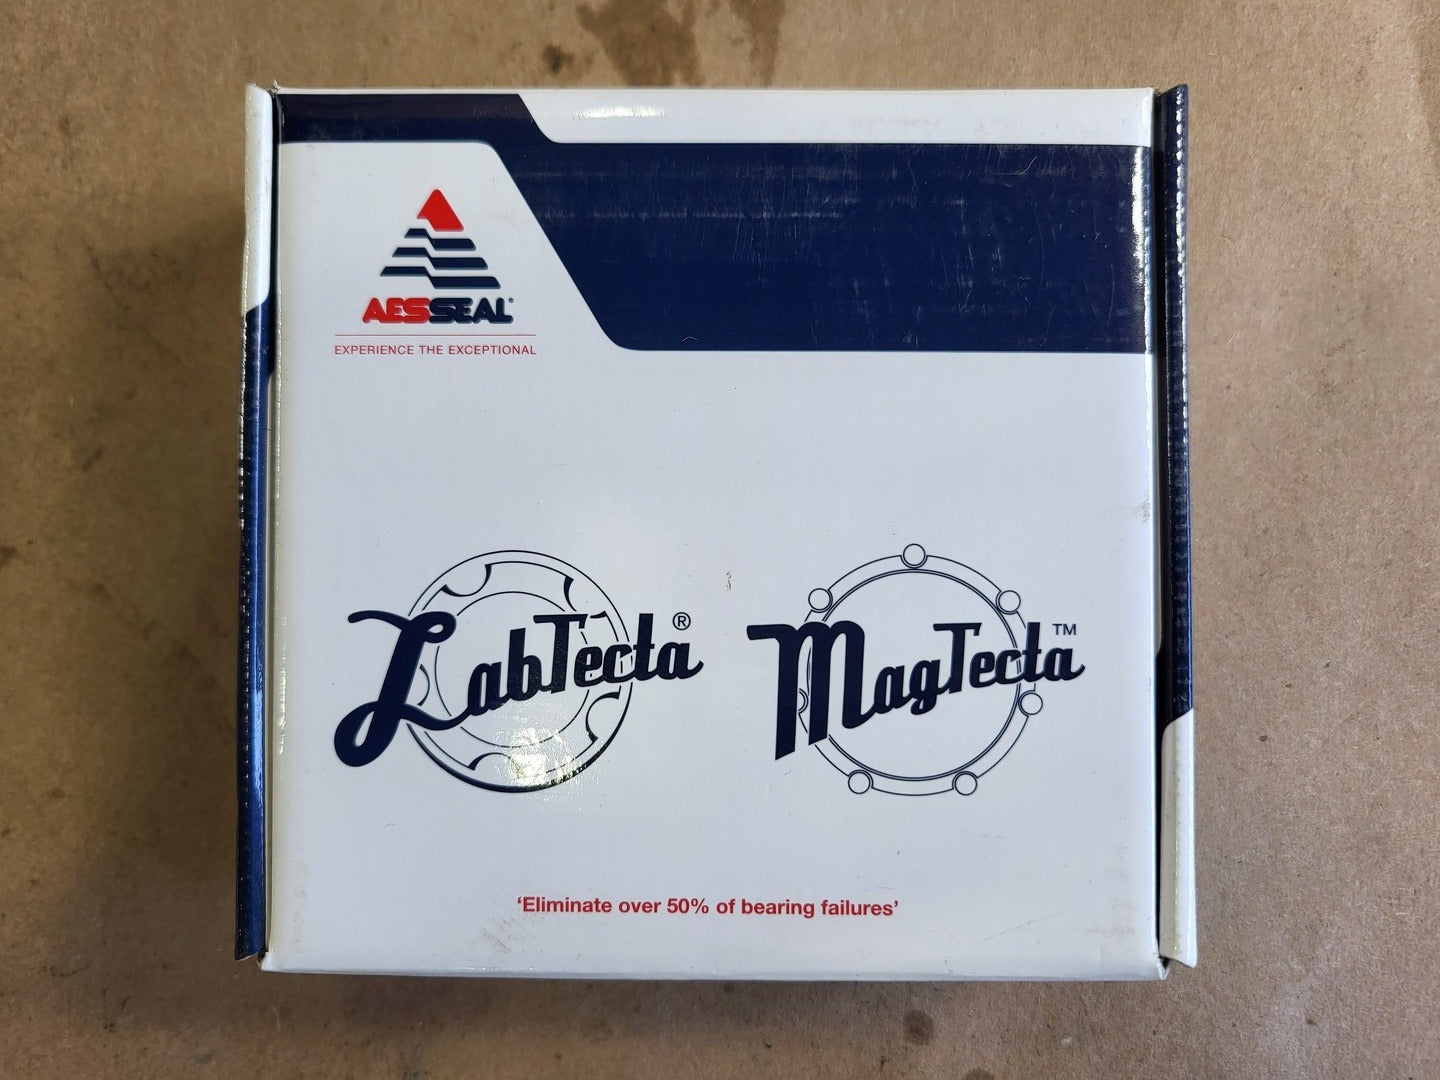 AESSEAL®
EXPERIENCE THE EXCEPTIONAL
LabTecta®
MagTecta™
‘Eliminate over 50% of bearing failures’